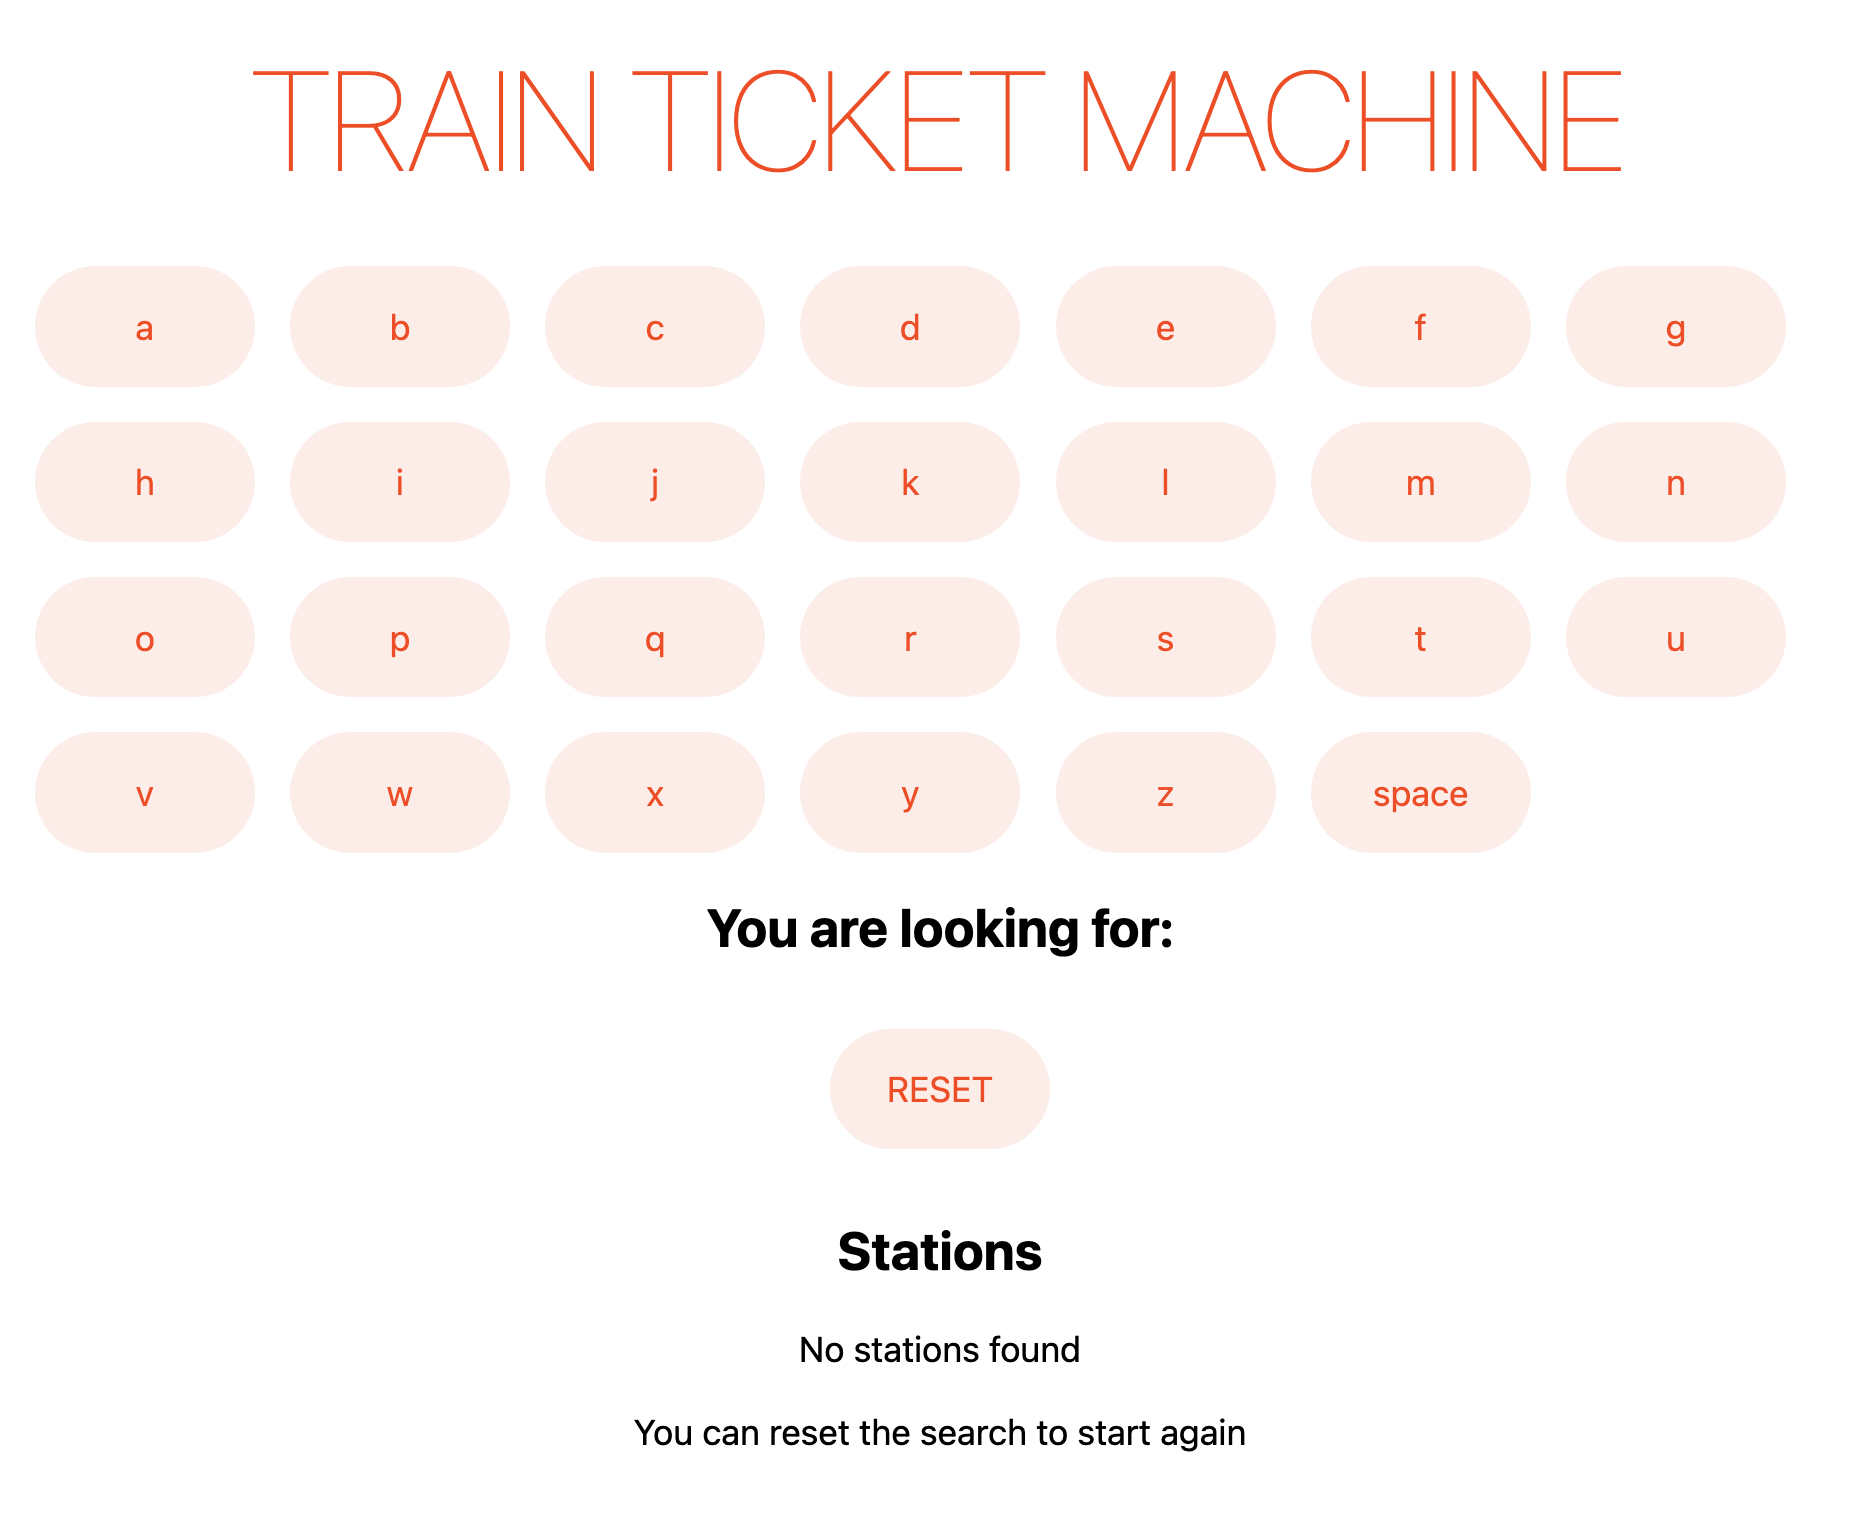 TRAIN TICKET MACHINE
a b c d e f g
h i j k l m n
o p q r s t u
v w x y z space
You are looking for:
RESET
Stations
No stations found
You can reset the search to start again